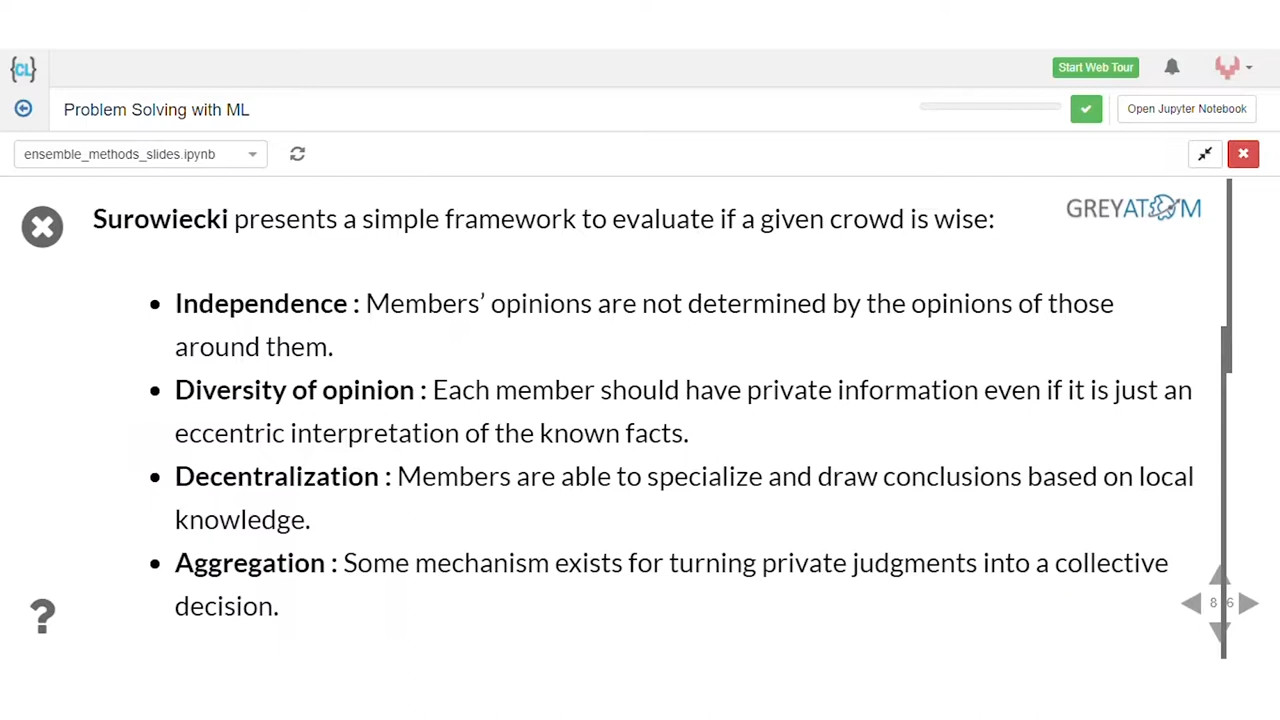 {CL}
Start Web Tour
Problem Solving with ML
Open Jupyter Notebook
ensemble_methods_slides.ipynb
Surowiecki presents a simple framework to evaluate if a given crowd is wise:
GREYATOM
• Independence : Members’ opinions are not determined by the opinions of those
around them.
• Diversity of opinion : Each member should have private information even if it is just an
eccentric interpretation of the known facts.
• Decentralization : Members are able to specialize and draw conclusions based on local
knowledge.
• Aggregation : Some mechanism exists for turning private judgments into a collective
decision.
?
8 6